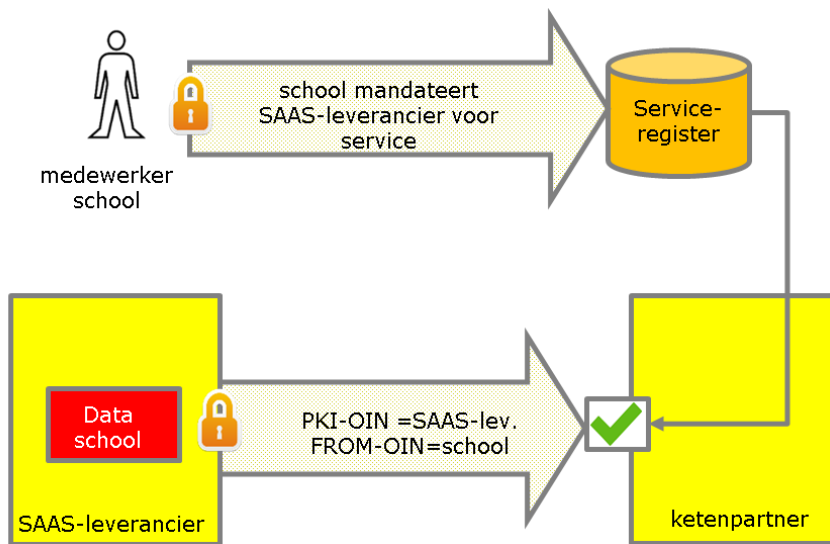 school mandateert
SAAS-leverancier voor
service
Service-
register
medewerker
school
Data
school
PKI-OIN =SAAS-lev.
FROM-OIN=school
SAAS-leverancier
ketenpartner